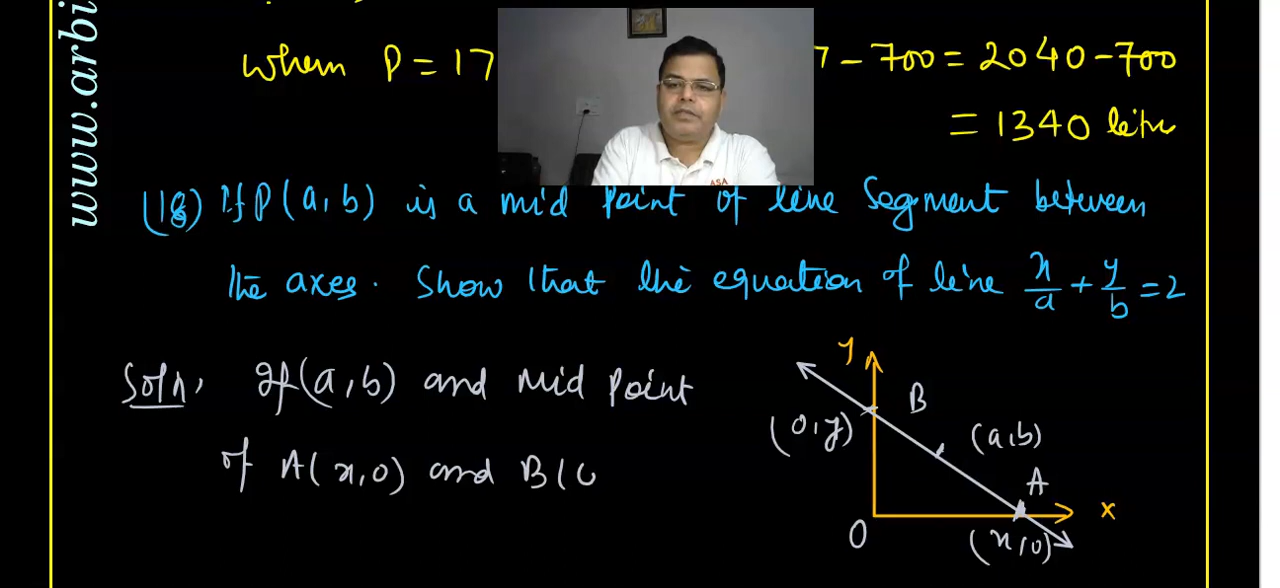 www.arbi
when P = 17
7 - 700 = 2040 - 700
= 1340 litre
ASA
(18) If P(a, b) is a mid point of line Segment between
the axes. Show that the equation of line x/a + y/b = 2
Soln. If (a, b) and Mid Point
of A(x, 0) and B(
y
B
(0, y)
(a, b)
A
x
O
(x, 0)